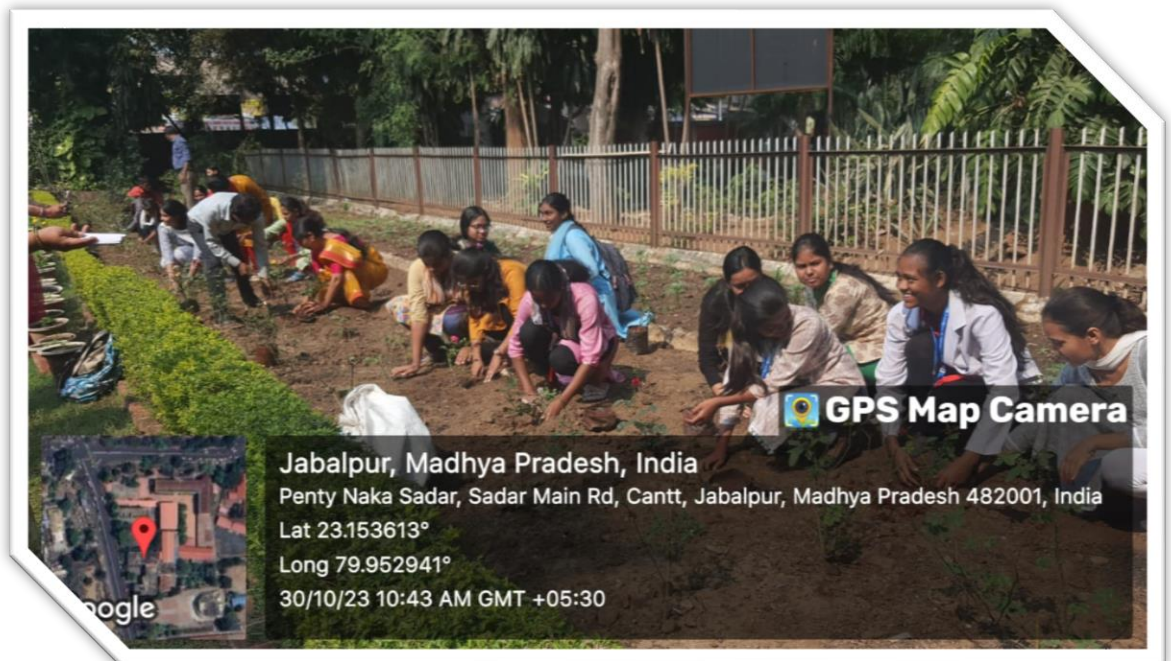 GPS Map Camera
Jabalpur, Madhya Pradesh, India
Penty Naka Sadar, Sadar Main Rd, Cantt, Jabalpur, Madhya Pradesh 482001, India
Lat 23.153613°
Long 79.952941°
30/10/23 10:43 AM GMT +05:30